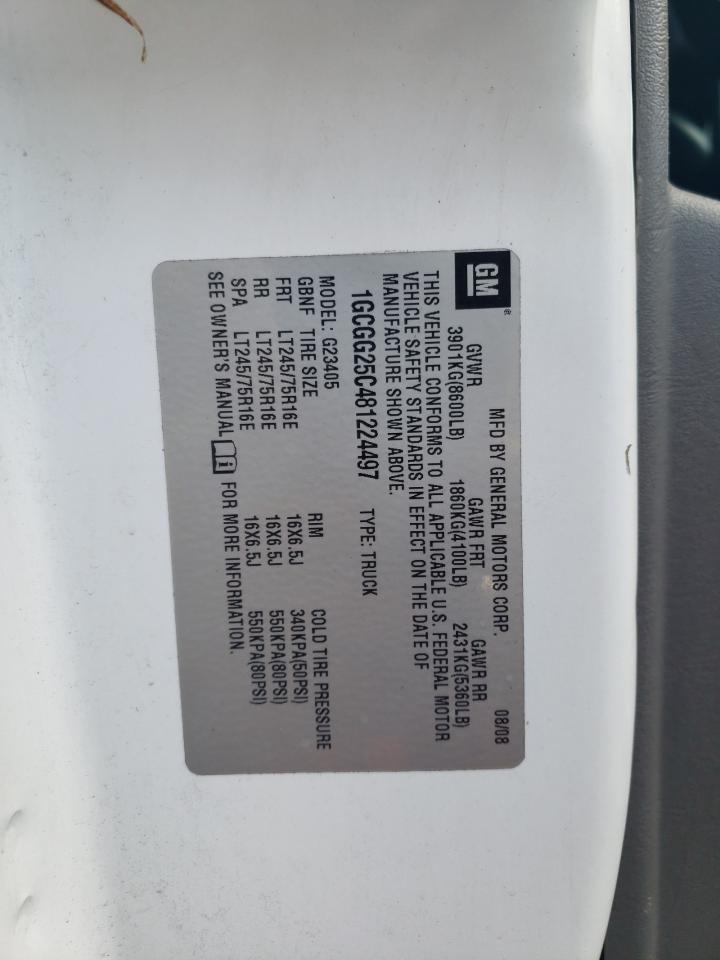 GM®
MFD BY GENERAL MOTORS CORP. 08/08
GVWR GAWR FRT GAWR RR
3901KG(8600LB) 1860KG(4100LB) 2431KG(5360LB)
THIS VEHICLE CONFORMS TO ALL APPLICABLE U.S. FEDERAL MOTOR
VEHICLE SAFETY STANDARDS IN EFFECT ON THE DATE OF
MANUFACTURE SHOWN ABOVE.
1GCGG25C481224497 TYPE: TRUCK
MODEL: G23405
GBNF TIRE SIZE RIM COLD TIRE PRESSURE
FRT LT245/75R16E 16X6.5J 340KPA(50PSI)
RR LT245/75R16E 16X6.5J 550KPA(80PSI)
SPA LT245/75R16E 16X6.5J 550KPA(80PSI)
SEE OWNER'S MANUAL i FOR MORE INFORMATION.